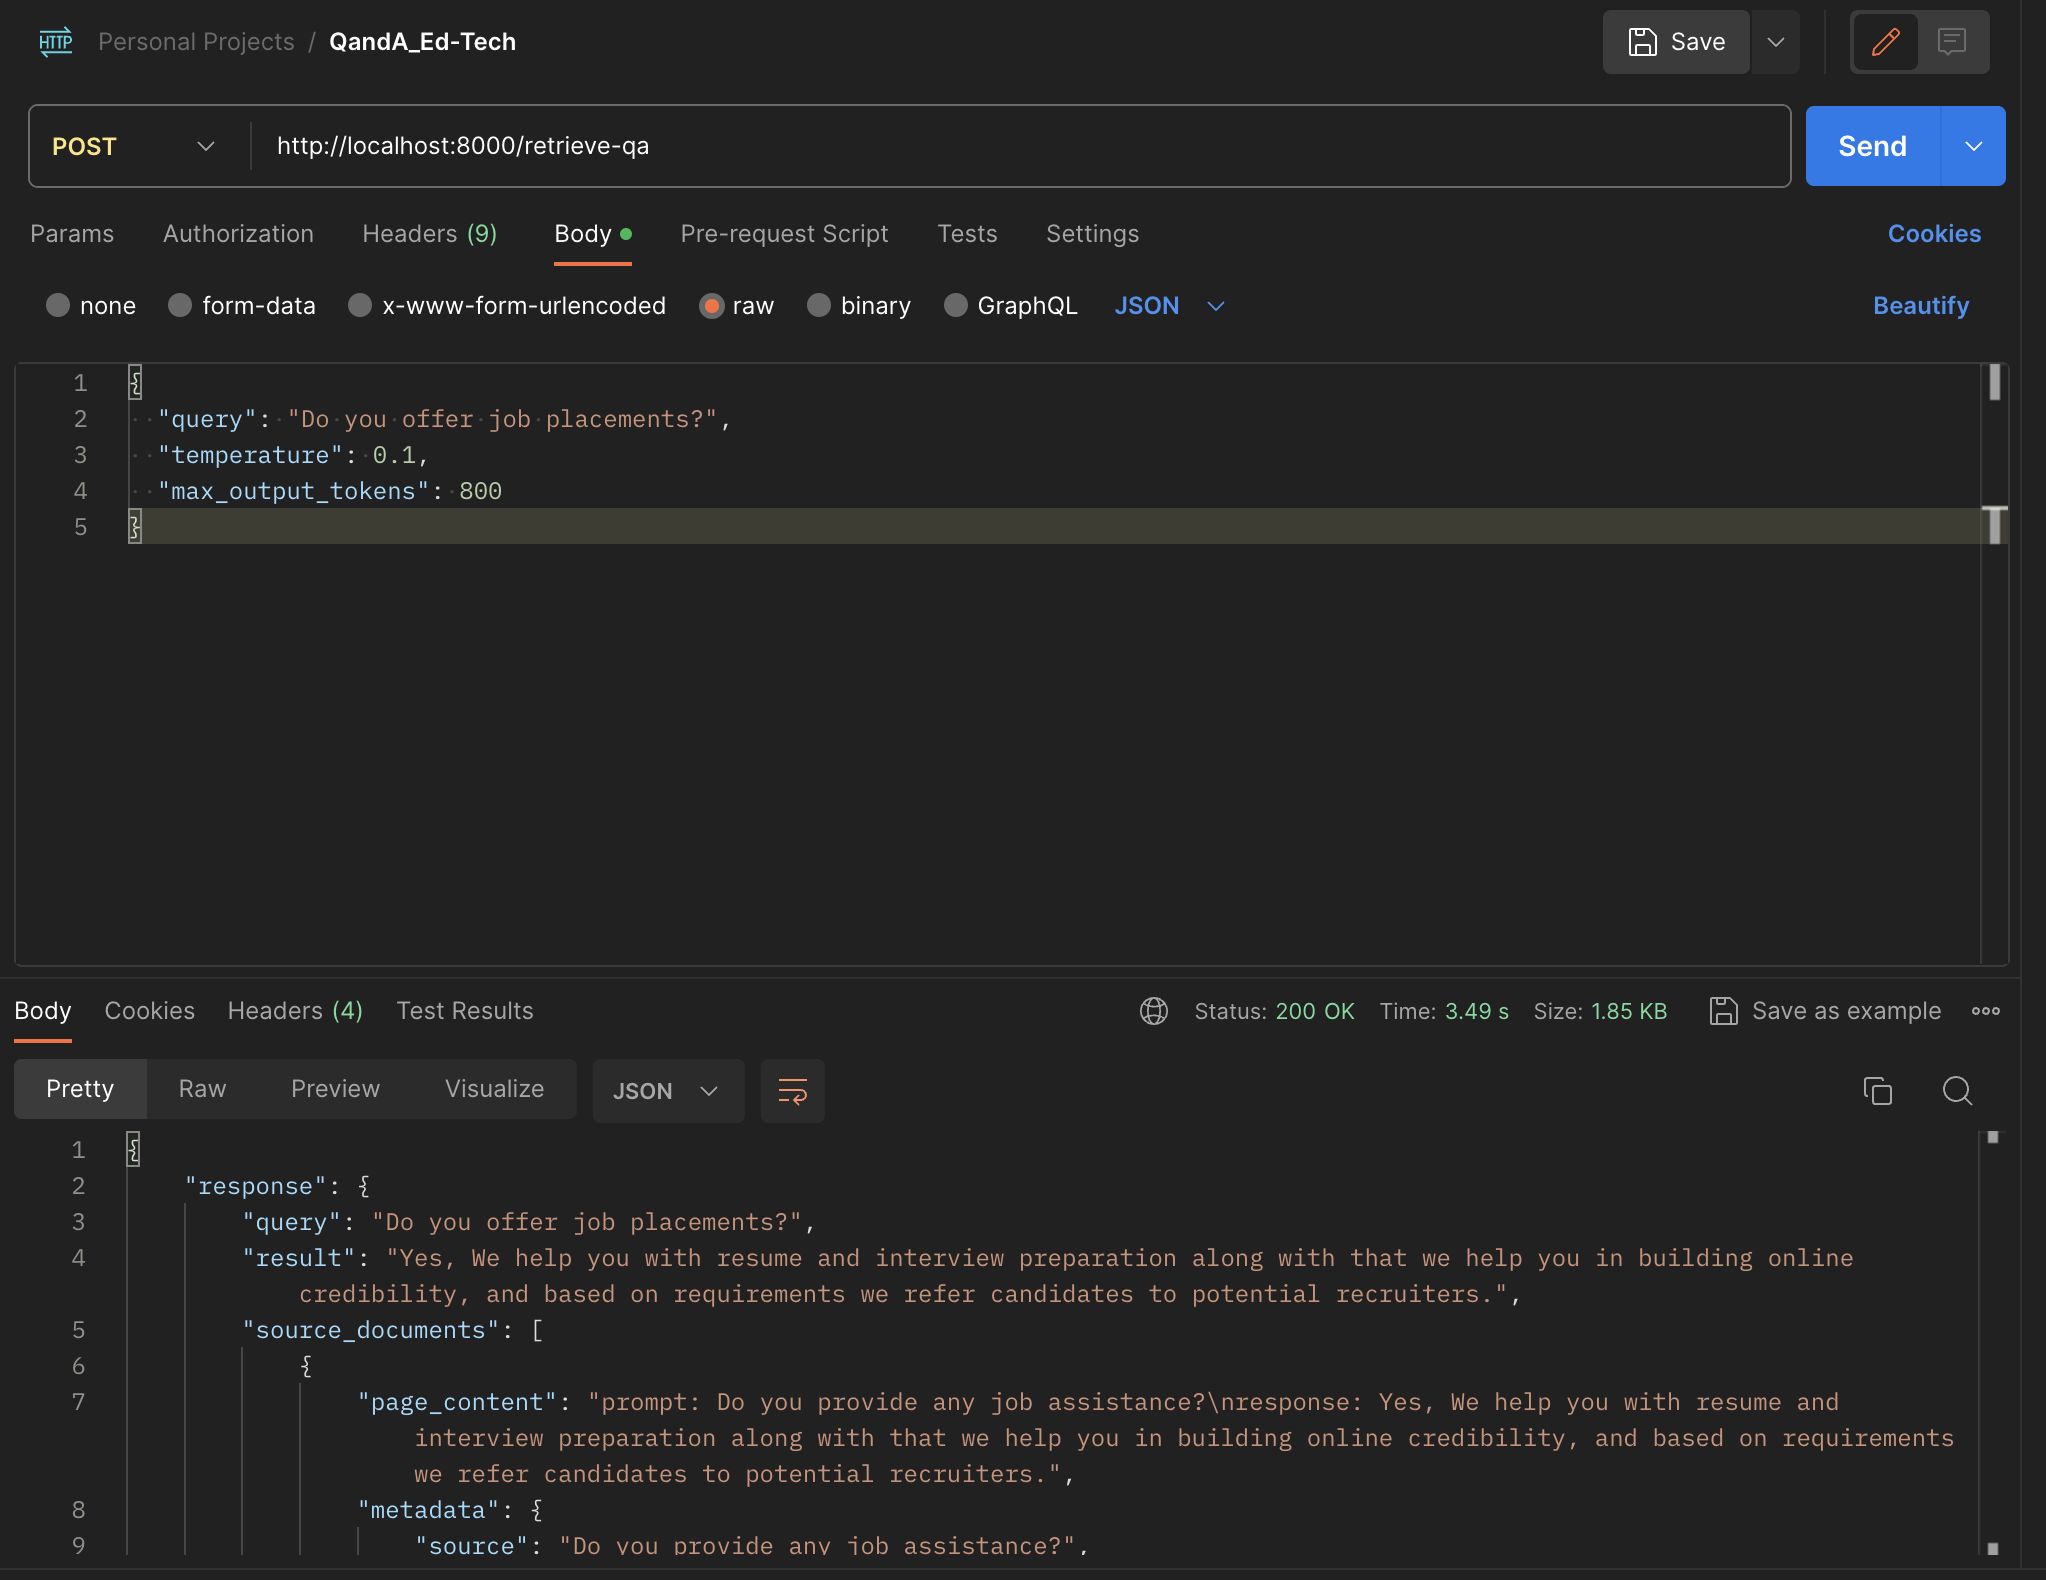 HTTP Personal Projects / QandA_Ed-Tech Save
POST http://localhost:8000/retrieve-qa Send
Params Authorization Headers (9) Body Pre-request Script Tests Settings Cookies
none form-data x-www-form-urlencoded raw binary GraphQL JSON Beautify
1 {
2 "query": "Do you offer job placements?",
3 "temperature": 0.1,
4 "max_output_tokens": 800
5 }
Body Cookies Headers (4) Test Results Status: 200 OK Time: 3.49 s Size: 1.85 KB Save as example
Pretty Raw Preview Visualize JSON
1 {
2 "response": {
3 "query": "Do you offer job placements?",
4 "result": "Yes, We help you with resume and interview preparation along with that we help you in building online
credibility, and based on requirements we refer candidates to potential recruiters.",
5 "source_documents": [
6 {
7 "page_content": "prompt: Do you provide any job assistance?\nresponse: Yes, We help you with resume and
interview preparation along with that we help you in building online credibility, and based on requirements
we refer candidates to potential recruiters.",
8 "metadata": {
9 "source": "Do you provide any job assistance?",